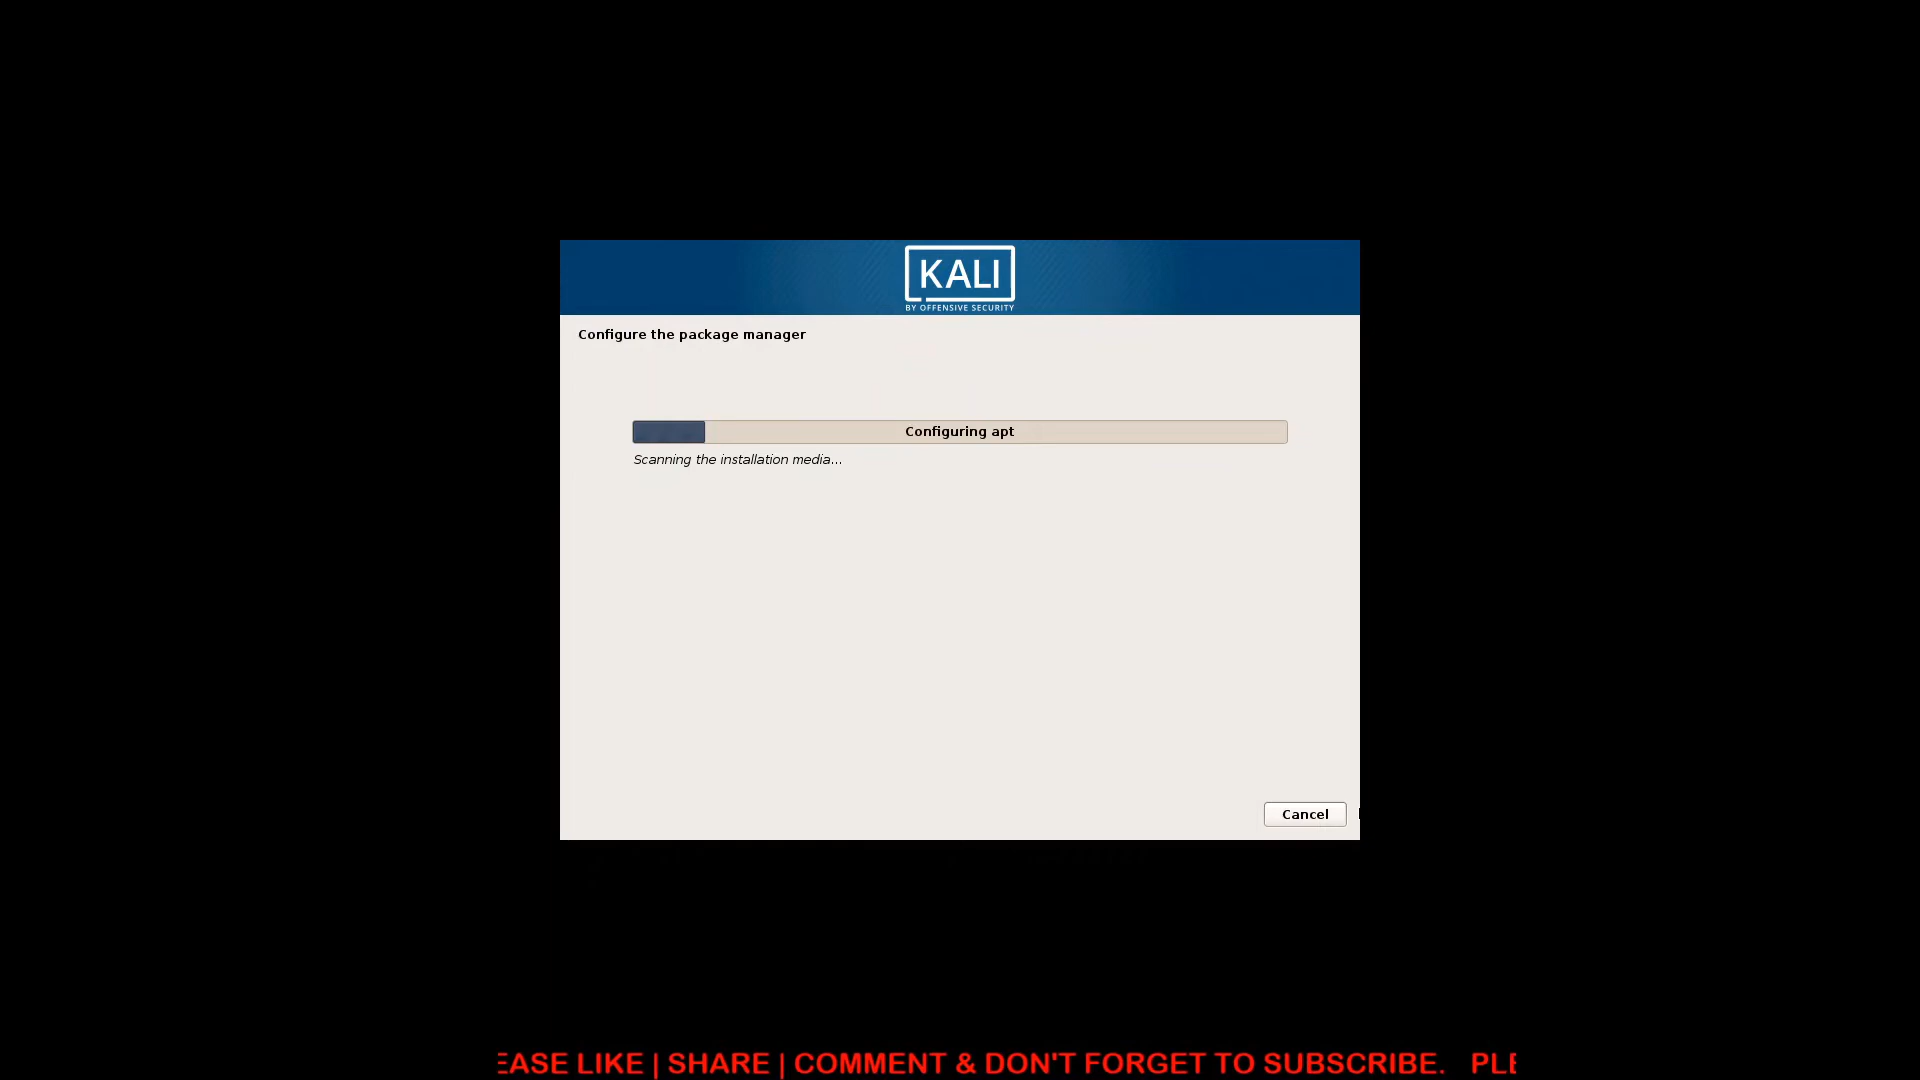 KALI
BY OFFENSIVE SECURITY
Configure the package manager
Configuring apt
Scanning the installation media...
Cancel
EASE LIKE | SHARE | COMMENT & DON'T FORGET TO SUBSCRIBE. PLE